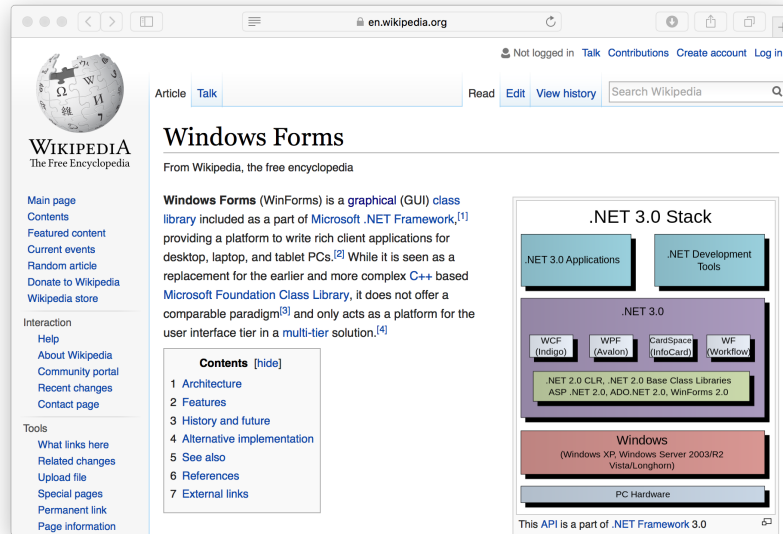 en.wikipedia.org
Not logged in Talk Contributions Create account Log in
Article Talk
Read Edit View history
Search Wikipedia
WIKIPEDIA
The Free Encyclopedia
Main page
Contents
Featured content
Current events
Random article
Donate to Wikipedia
Wikipedia store
Interaction
Help
About Wikipedia
Community portal
Recent changes
Contact page
Tools
What links here
Related changes
Upload file
Special pages
Permanent link
Page information
Windows Forms
From Wikipedia, the free encyclopedia
Windows Forms (WinForms) is a graphical (GUI) class
library included as a part of Microsoft .NET Framework,[1]
providing a platform to write rich client applications for
desktop, laptop, and tablet PCs.[2] While it is seen as a
replacement for the earlier and more complex C++ based
Microsoft Foundation Class Library, it does not offer a
comparable paradigm[3] and only acts as a platform for the
user interface tier in a multi-tier solution.[4]
Contents [hide]
1 Architecture
2 Features
3 History and future
4 Alternative implementation
5 See also
6 References
7 External links
.NET 3.0 Stack
.NET 3.0 Applications
.NET Development
Tools
.NET 3.0
WCF
(Indigo)
WPF
(Avalon)
CardSpace
(InfoCard)
WF
(Workflow)
.NET 2.0 CLR, .NET 2.0 Base Class Libraries
ASP .NET 2.0, ADO.NET 2.0, WinForms 2.0
Windows
(Windows XP, Windows Server 2003/R2
Vista/Longhorn)
PC Hardware
This API is a part of .NET Framework 3.0